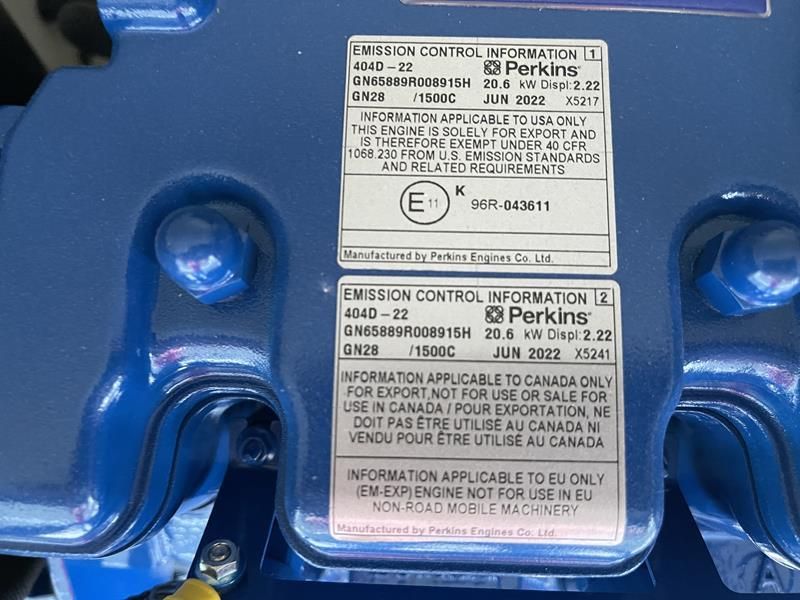 EMISSION CONTROL INFORMATION 1
404D-22 Perkins
GN65889R008915H 20.6 kW Displ:2.22
GN28 /1500C JUN 2022 X5217
INFORMATION APPLICABLE TO USA ONLY
THIS ENGINE IS SOLELY FOR EXPORT AND
IS THEREFORE EXEMPT UNDER 40 CFR
1068.230 FROM U.S. EMISSION STANDARDS
AND RELATED REQUIREMENTS
E11 K 96R-043611
Manufactured by Perkins Engines Co. Ltd.
EMISSION CONTROL INFORMATION 2
404D-22 Perkins
GN65889R008915H 20.6 kW Displ:2.22
GN28 /1500C JUN 2022 X5241
INFORMATION APPLICABLE TO CANADA ONLY
FOR EXPORT,NOT FOR USE OR SALE FOR
USE IN CANADA / POUR EXPORTATION, NE
DOIT PAS ÊTRE UTILISÉ AU CANADA NI
VENDU POUR ÊTRE UTILISÉ AU CANADA
INFORMATION APPLICABLE TO EU ONLY
(EM-EXP) ENGINE NOT FOR USE IN EU
NON-ROAD MOBILE MACHINERY
Manufactured by Perkins Engines Co. Ltd.